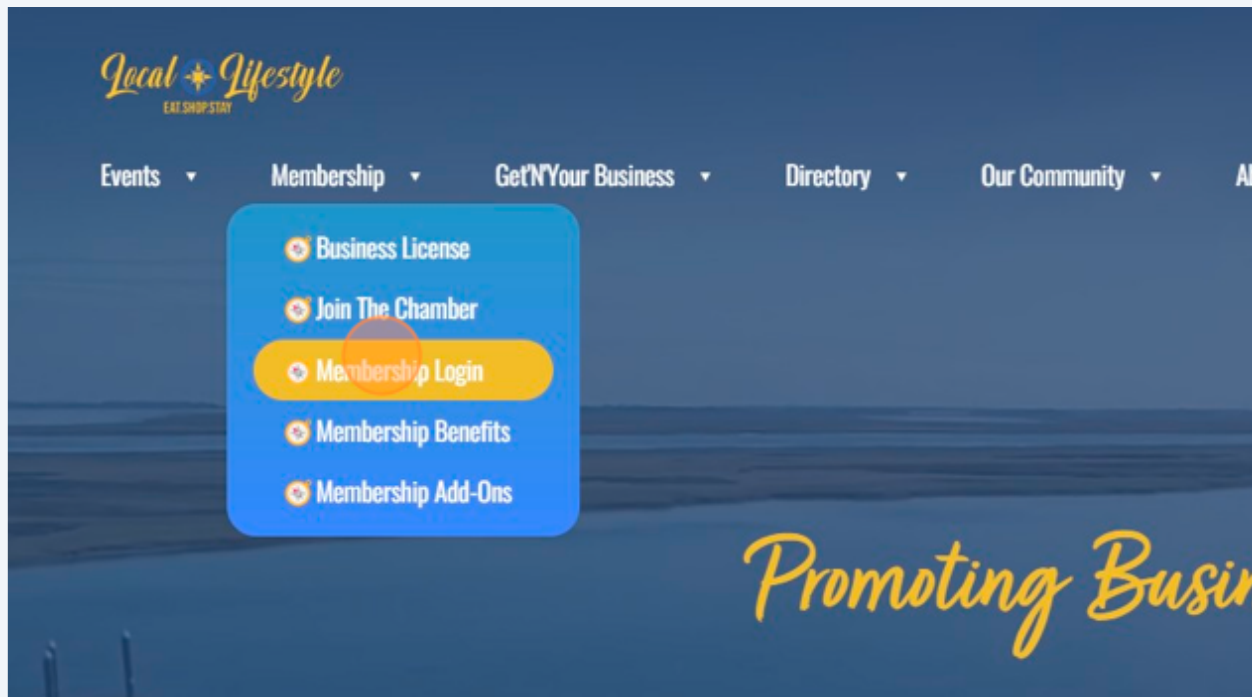 Local Lifestyle
EAT.SHOP.STAY
Events Membership Get'N'Your Business Directory Our Community
Business License
Join The Chamber
Membership Login
Membership Benefits
Membership Add-Ons
Promoting